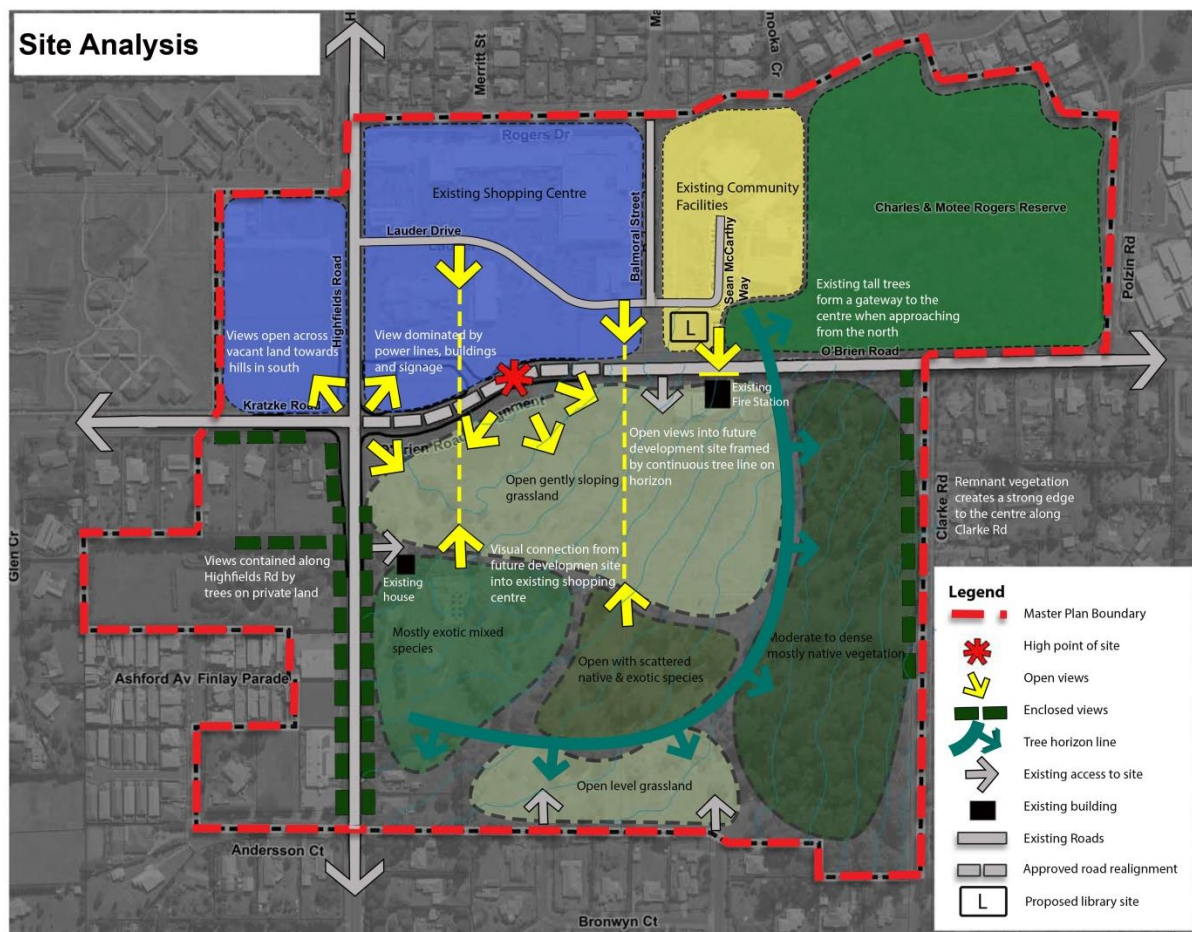 Site Analysis
H
Merritt St
Ma
nooka Cr
Rogers Dr
Existing Shopping Centre
Existing Community
Facilities
Charles & Motee Rogers Reserve
Polzin Rd
Lauder Drive
Balmoral Street
Sean McCarthy
Way
Highfields Road
L
Existing tall trees
form a gateway to the
centre when approaching
from the north
Views open across
vacant land towards
hills in south
View dominated by
power lines, buildings
and signage
O'Brien Road
Kratzke Road
Existing
Fire Station
Open views into future
development site framed
by continuous tree line on
horizon
Open gently sloping
grassland
Remnant vegetation
creates a strong edge
to the centre along
Clarke Rd
Clarke Rd
Glen Cr
Views contained along
Highfields Rd by
trees on private land
Existing
house
Visual connection from
future developmen site
into existing shopping
centre
Mostly exotic mixed
species
Open with scattered
native & exotic species
Moderate to dense
mostly native vegetation
Ashford Av
Finlay Parade
Open level grassland
Andersson Ct
Bronwyn Ct
Legend
Master Plan Boundary
High point of site
Open views
Enclosed views
Tree horizon line
Existing access to site
Existing building
Existing Roads
Approved road realignment
L
Proposed library site